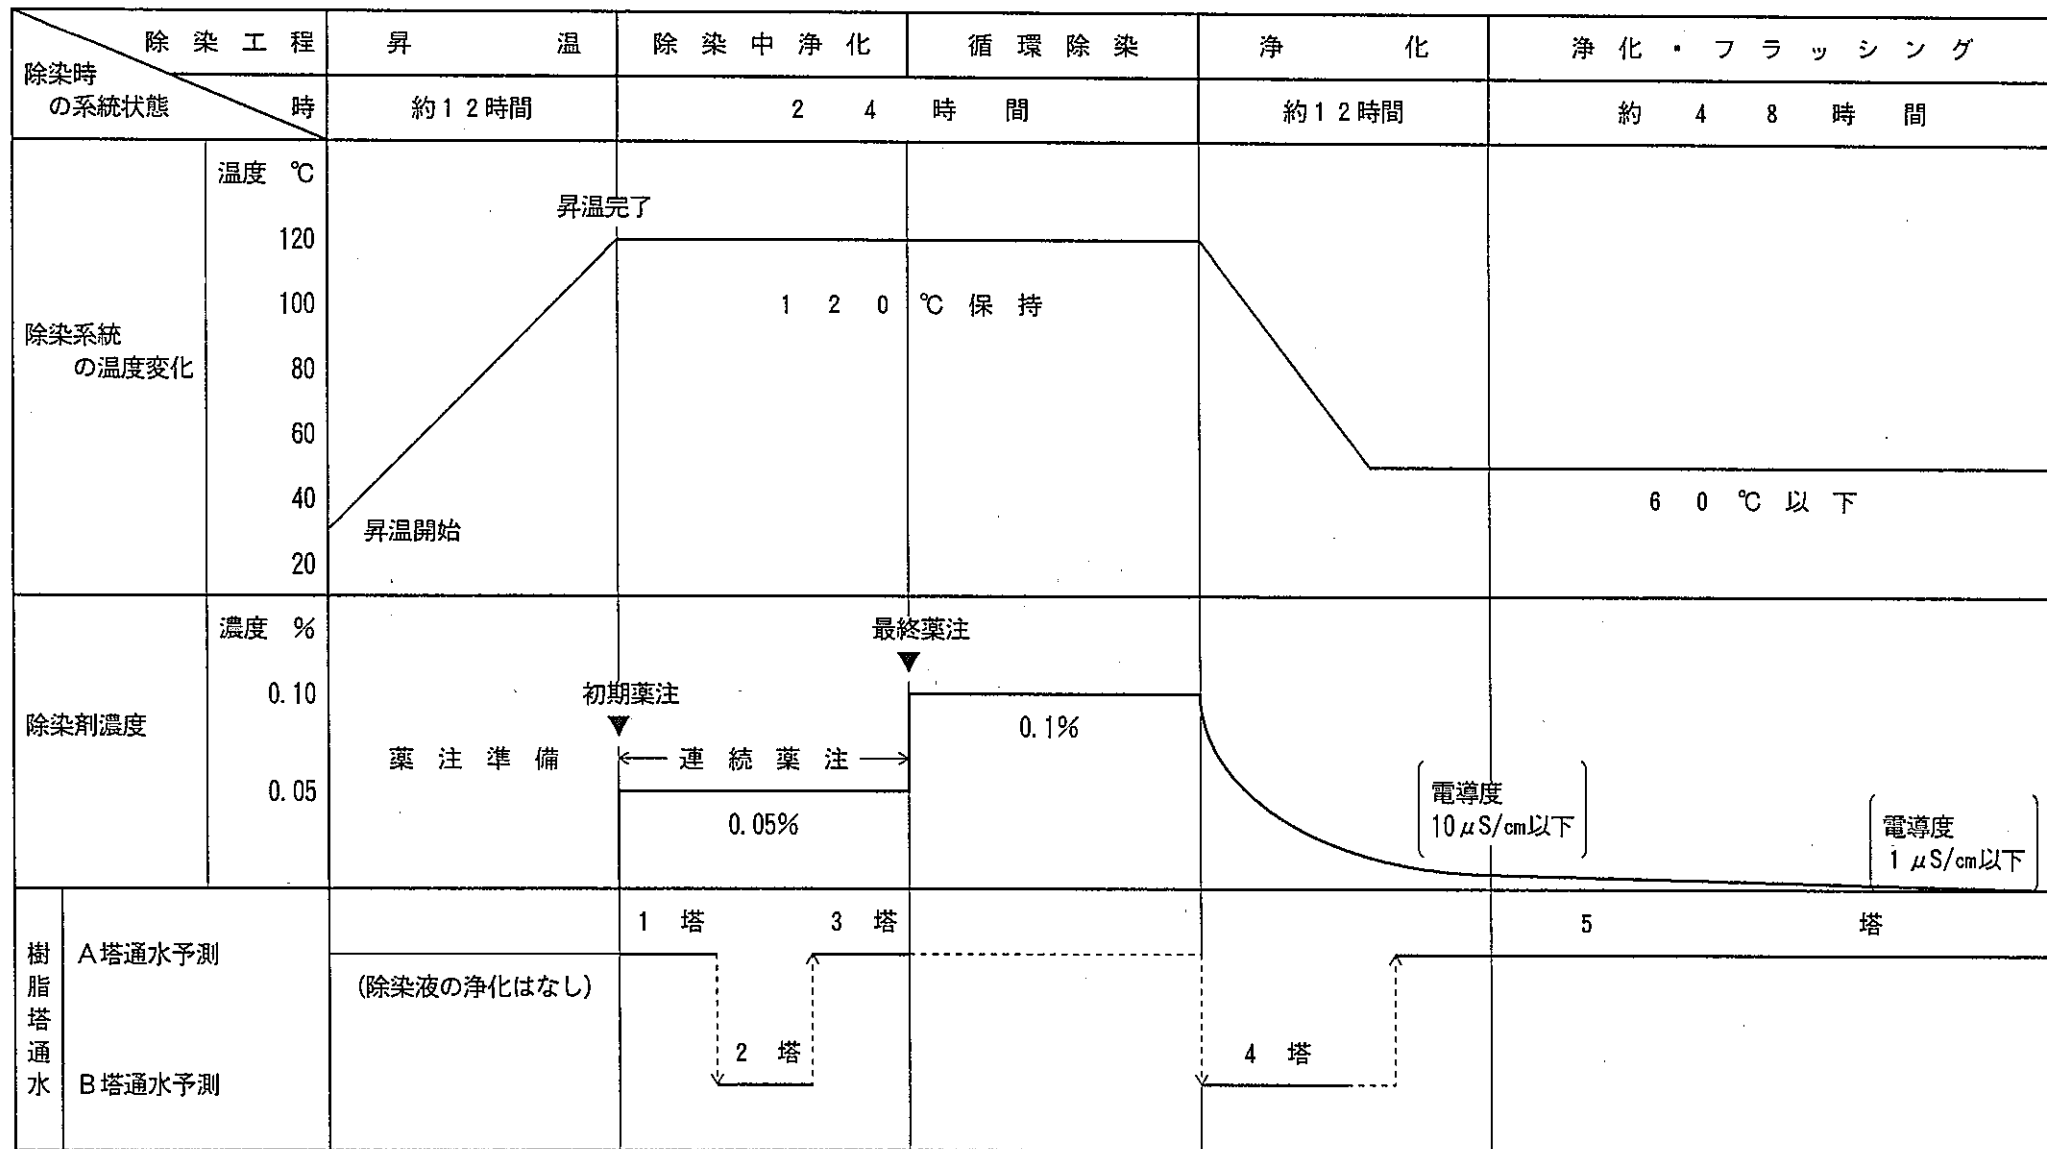 除染工程
除染時
の系統状態
時
昇温
除染中浄化
循環除染
浄化
浄化・フラッシング
約12時間
24時間
約12時間
約48時間
除染系統
の温度変化
温度 ℃
120
100
80
60
40
20
昇温完了
昇温開始
120℃保持
60℃以下
除染剤濃度
濃度 %
0.10
0.05
薬注準備
初期薬注
連続薬注
0.05%
最終薬注
0.1%
電導度
10μS/cm以下
電導度
1μS/cm以下
樹脂塔通水
A塔通水予測
B塔通水予測
(除染液の浄化はなし)
1塔
2塔
3塔
4塔
5塔